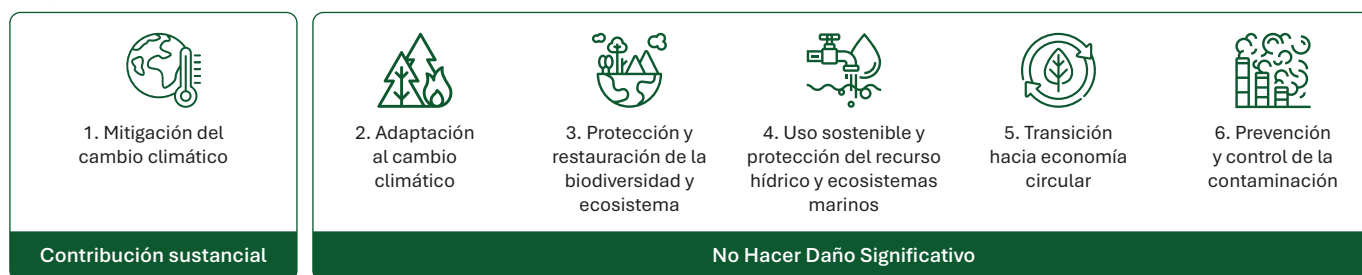 1. Mitigación del
cambio climático
Contribución sustancial
2. Adaptación
al cambio
climático
3. Protección y
restauración de la
biodiversidad y
ecosistema
4. Uso sostenible y
protección del recurso
hídrico y ecosistemas
marinos
5. Transición
hacia economía
circular
6. Prevención
y control de la
contaminación
No Hacer Daño Significativo